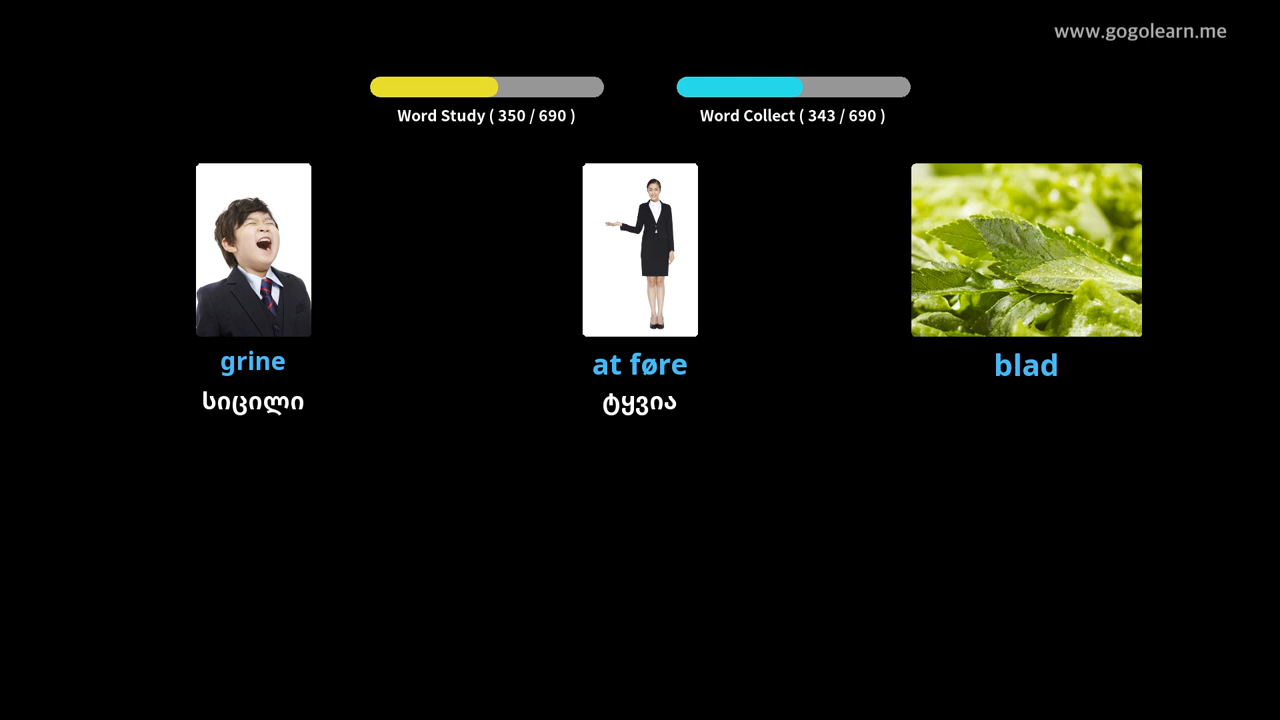 www.gogolearn.me
Word Study ( 350 / 690 )
Word Collect ( 343 / 690 )
grine
at føre
blad
სიცილი
ტყვია